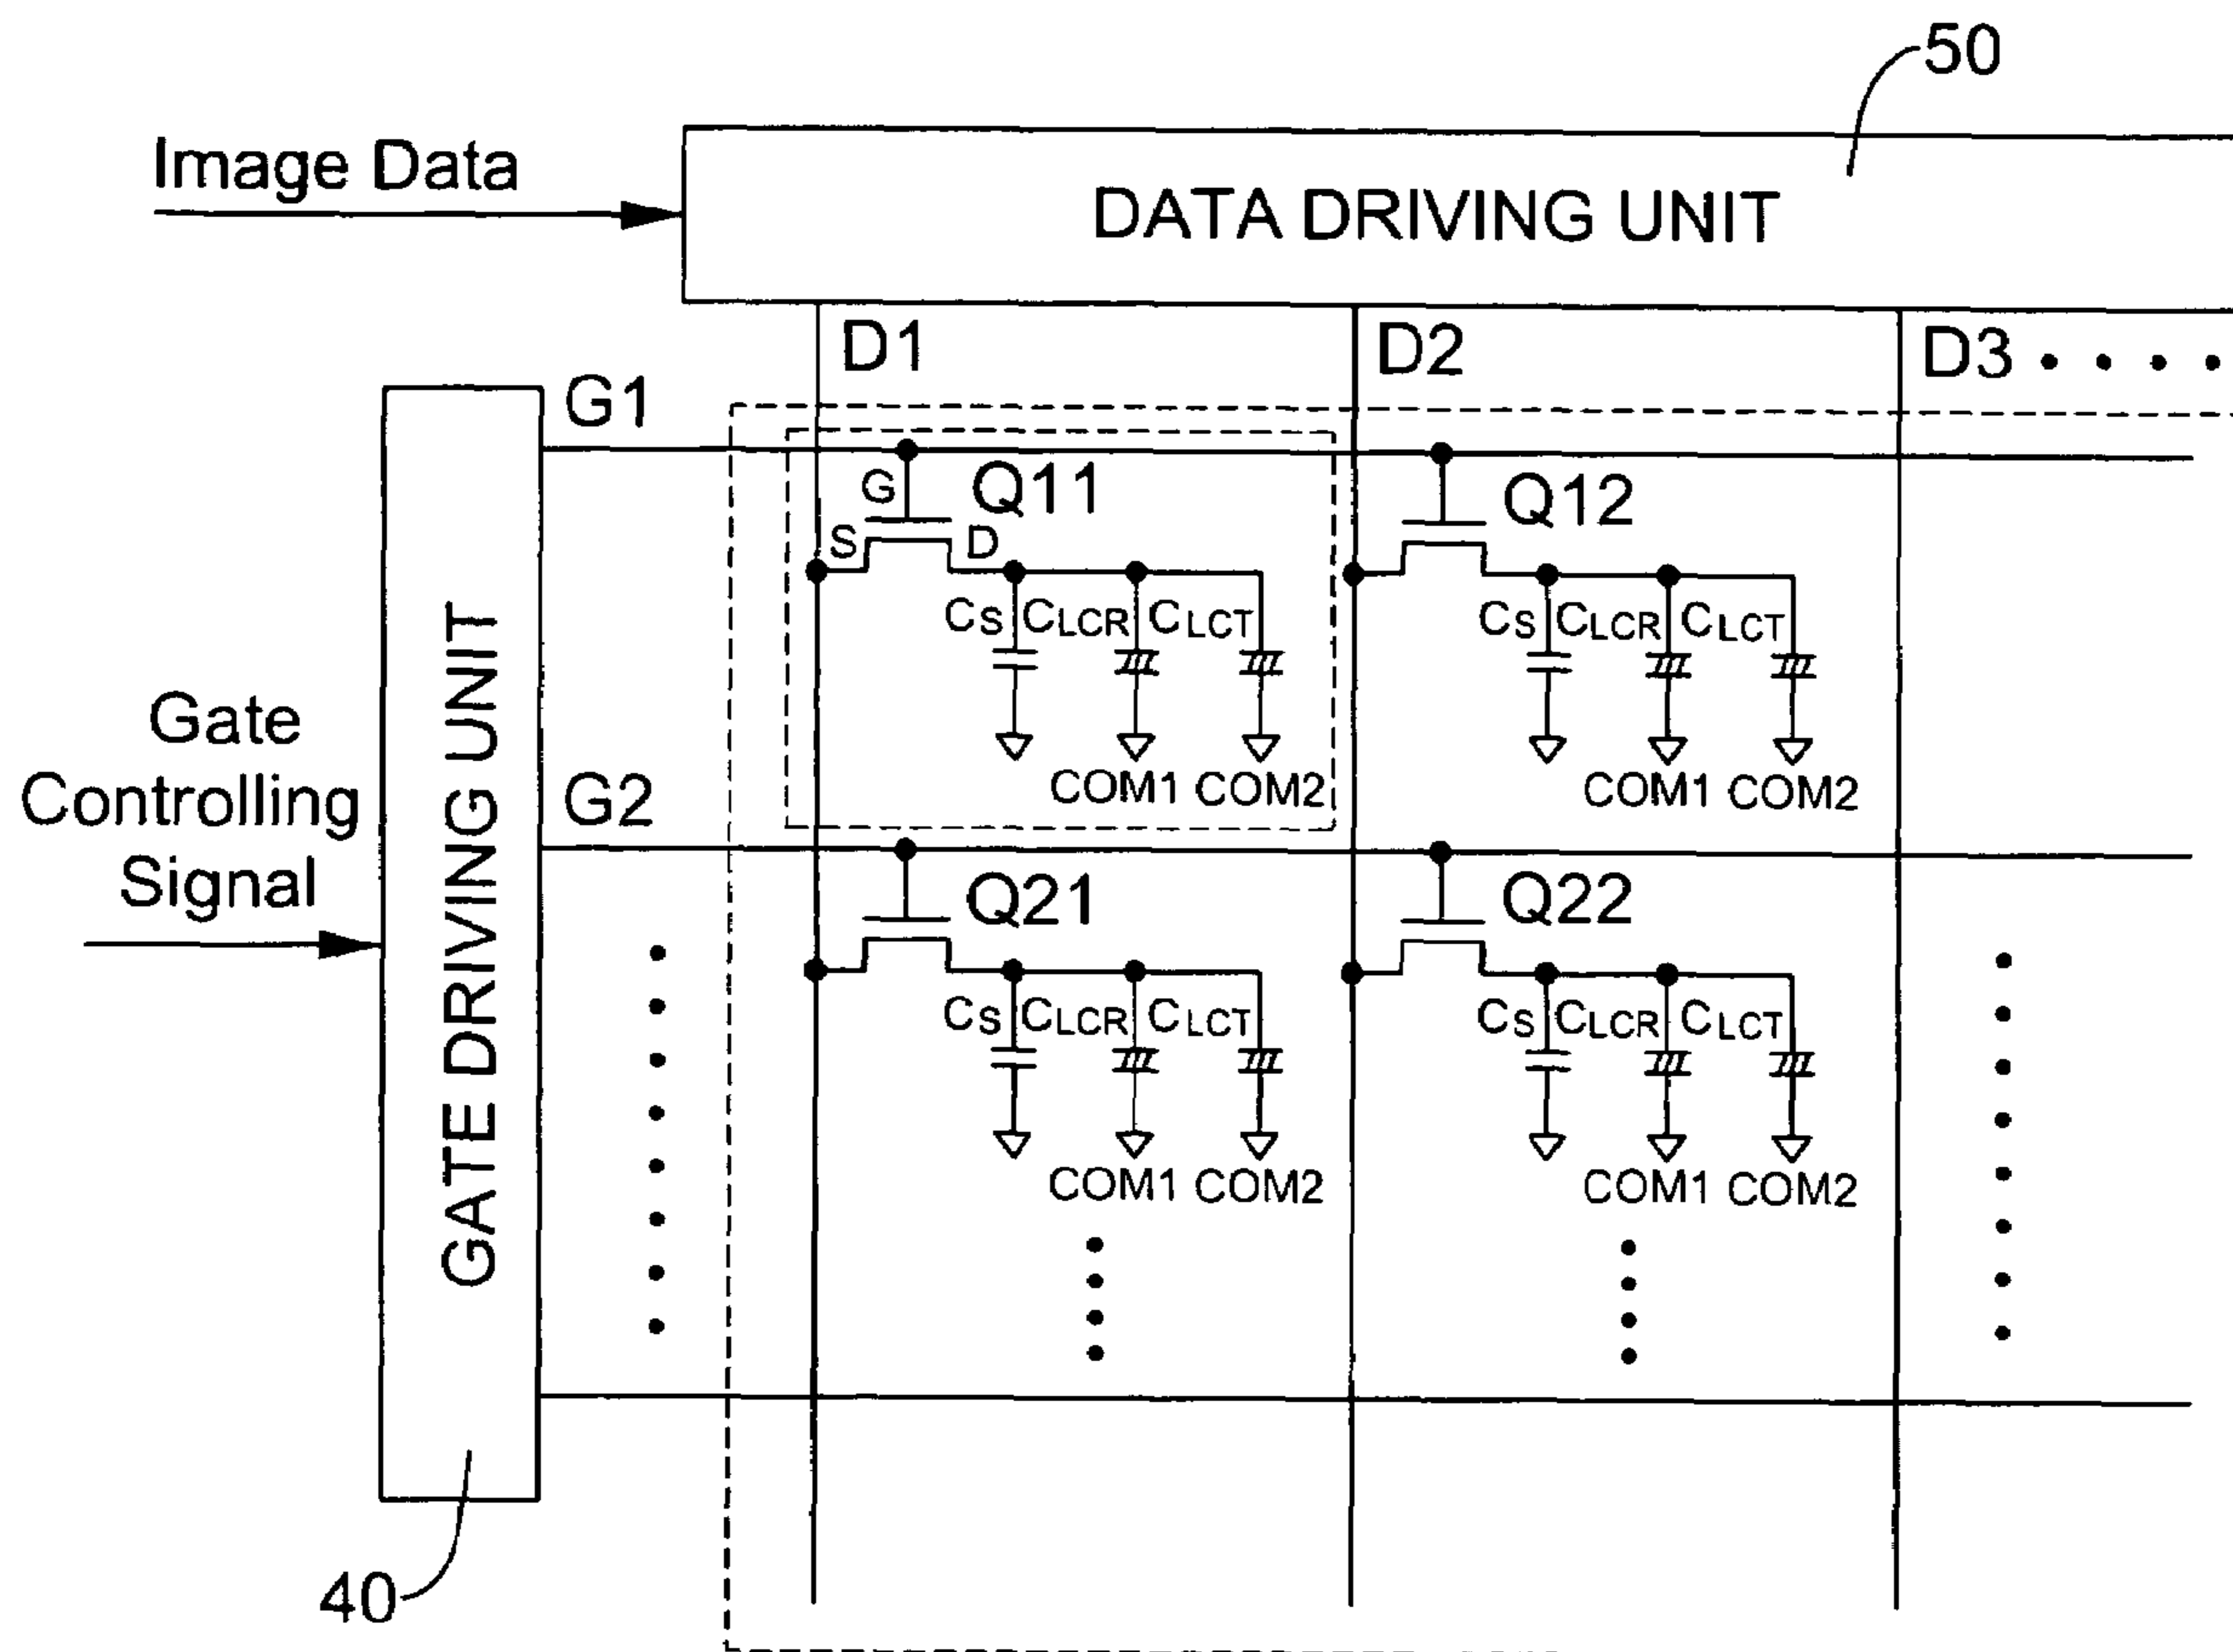 50
Image Data
DATA DRIVING UNIT
D1 D2 D3
G1
G Q11 Q12
S D
CS CLCR CLCT CS CLCR CLCT
COM1 COM2 COM1 COM2
Gate
Controlling
Signal
GATE DRIVING UNIT
G2
Q21 Q22
CS CLCR CLCT CS CLCR CLCT
COM1 COM2 COM1 COM2
40